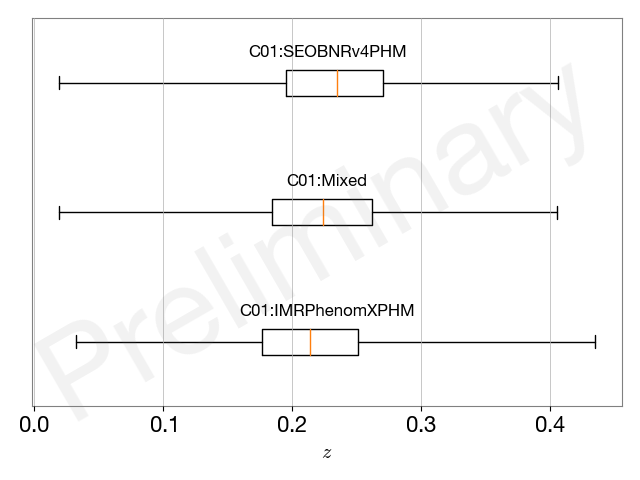 C01:SEOBNRv4PHM
C01:Mixed
C01:IMRPhenomXPHM
Preliminary
0.0 0.1 0.2 0.3 0.4
z